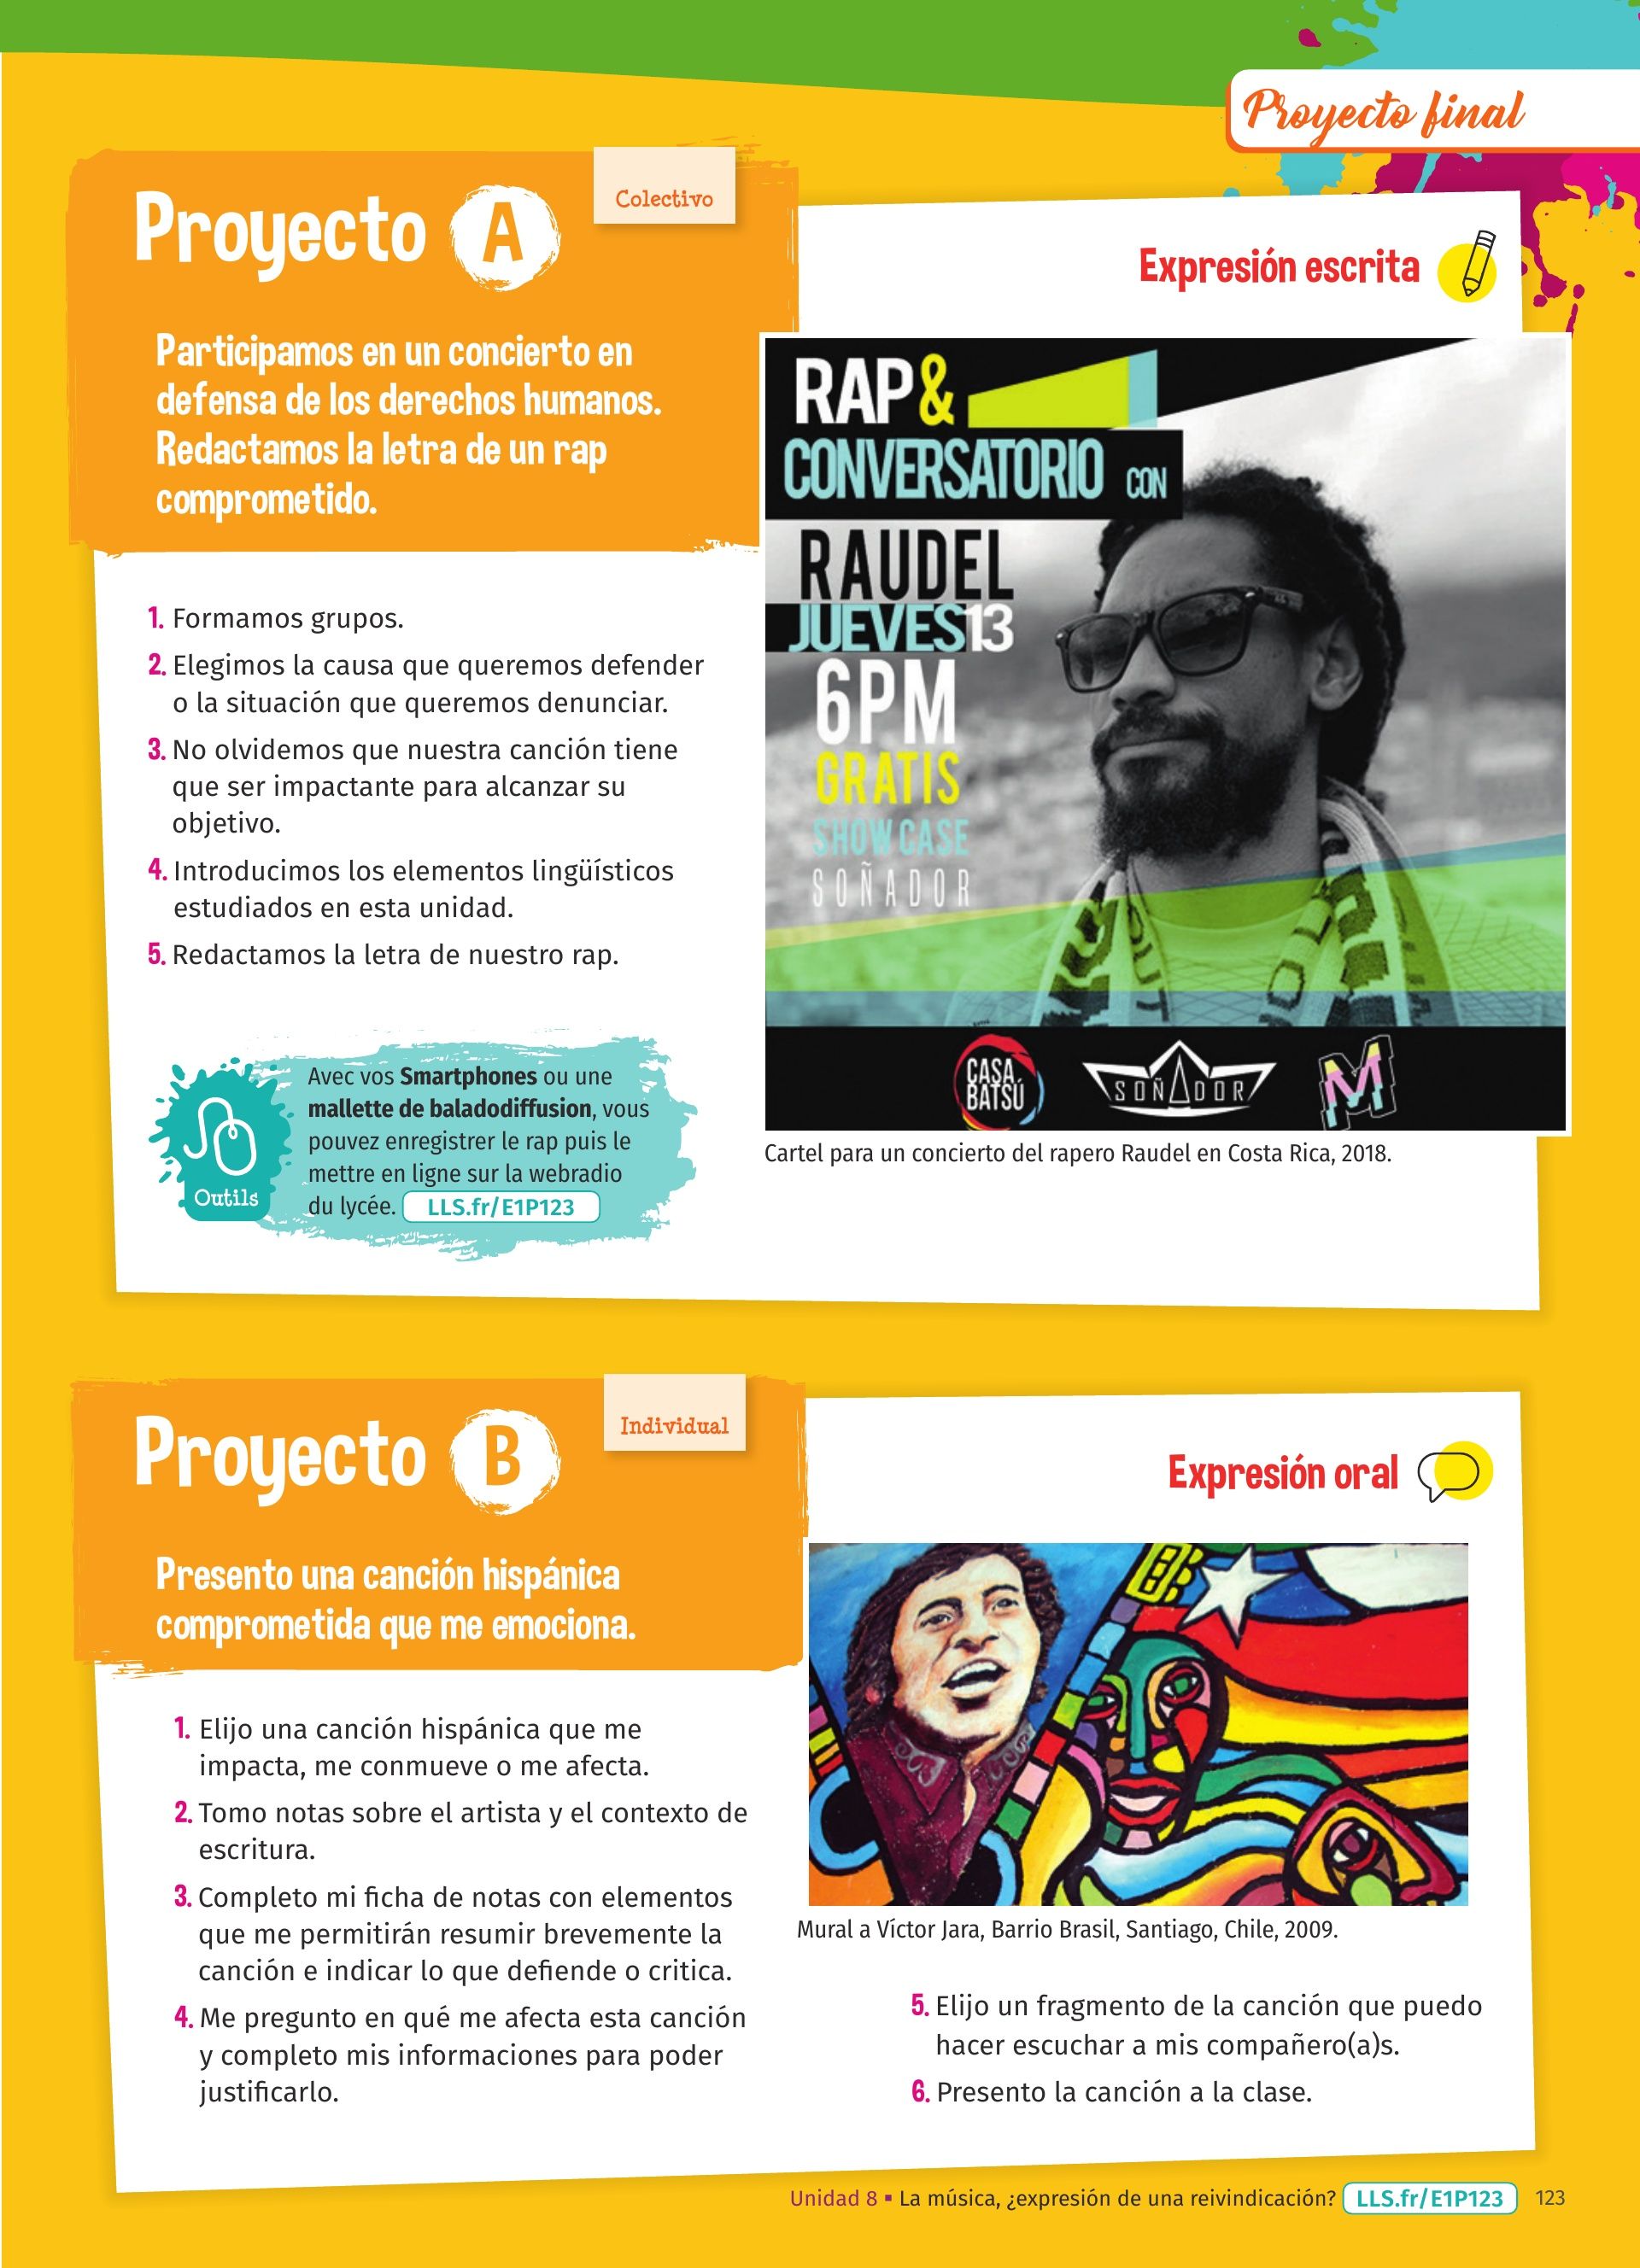 Proyecto final
Proyecto A
Colectivo
Participamos en un concierto en
defensa de los derechos humanos.
Redactamos la letra de un rap
comprometido.
Expresión escrita
1. Formamos grupos.
2. Elegimos la causa que queremos defender
o la situación que queremos denunciar.
3. No olvidemos que nuestra canción tiene
que ser impactante para alcanzar su
objetivo.
4. Introducimos los elementos lingüísticos
estudiados en esta unidad.
5. Redactamos la letra de nuestro rap.
Outils
Avec vos Smartphones ou une
mallette de baladodiffusion, vous
pouvez enregistrer le rap puis le
mettre en ligne sur la webradio
du lycée. LLS.fr/E1P123
RAP&
CONVERSATORIO CON
RAUDEL
JUEVES13
6PM
GRATIS
SHOW CASE
SOÑADOR
CASA
BATSÚ
SOÑADOR
M
Cartel para un concierto del rapero Raudel en Costa Rica, 2018.
Proyecto B
Individual
Presento una canción hispánica
comprometida que me emociona.
Expresión oral
1. Elijo una canción hispánica que me
impacta, me conmueve o me afecta.
2. Tomo notas sobre el artista y el contexto de
escritura.
3. Completo mi ficha de notas con elementos
que me permitirán resumir brevemente la
canción e indicar lo que defiende o critica.
4. Me pregunto en qué me afecta esta canción
y completo mis informaciones para poder
justificarlo.
Mural a Víctor Jara, Barrio Brasil, Santiago, Chile, 2009.
5. Elijo un fragmento de la canción que puedo
hacer escuchar a mis compañero(a)s.
6. Presento la canción a la clase.
Unidad 8 ▪ La música, ¿expresión de una reivindicación? LLS.fr/E1P123 123